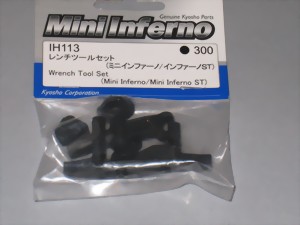 Mini Inferno
Genuine Kyosho Parts
IH113
● 300
レンチツールセット
(ミニインファーノ/インファーノST)
Wrench Tool Set
(Mini Inferno/Mini Inferno ST)
Kyosho Corporation